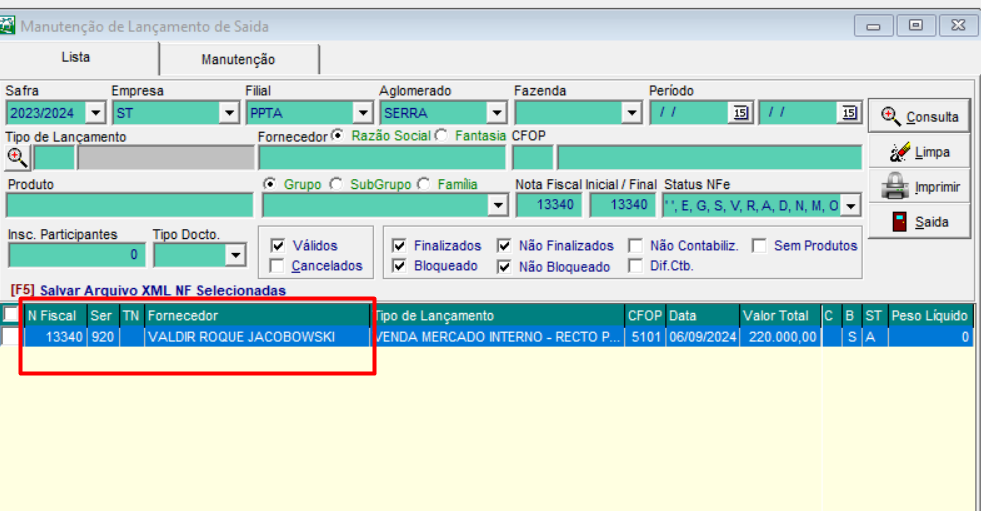 Manutenção de Lançamento de Saida
Lista Manutenção
Safra Empresa Filial Aglomerado Fazenda Período
2023/2024 ST PPTA SERRA / / 15 / / 15
Consulta
Tipo de Lançamento Fornecedor Razão Social Fantasia CFOP
Limpa
Produto Grupo SubGrupo Família Nota Fiscal Inicial / Final Status NFe
Imprimir
13340 13340 ' ', E, G, S, V, R, A, D, N, M, O
Saida
Insc. Participantes Tipo Docto.
0
Válidos Finalizados Não Finalizados Não Contabiliz. Sem Produtos
Cancelados Bloqueado Não Bloqueado Dif.Ctb.
[F5] Salvar Arquivo XML NF Selecionadas
N Fiscal Ser TN Fornecedor Tipo de Lançamento CFOP Data Valor Total C B ST Peso Líquido
13340 920 VALDIR ROQUE JACOBOWSKI VENDA MERCADO INTERNO - RECTO P... 5101 06/09/2024 220.000,00 S A 0